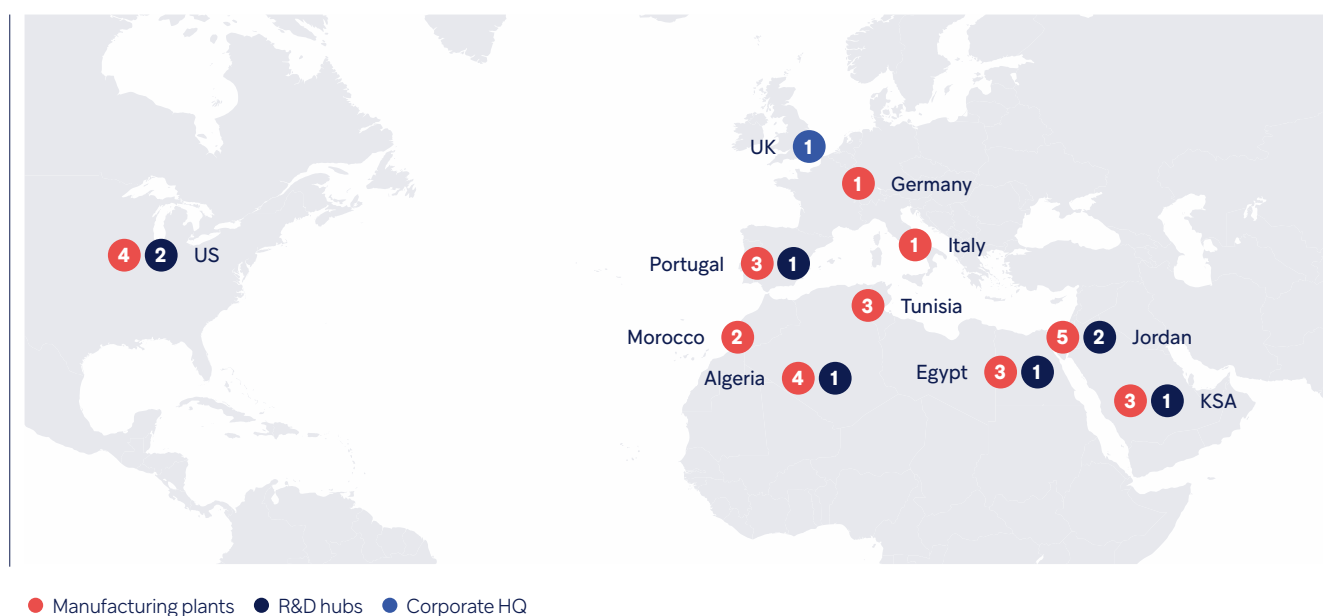 UK 1
1 Germany
1 Italy
4 2 US
Portugal 3 1
3 Tunisia
Morocco 2
5 2 Jordan
Algeria 4 1
Egypt 3 1
3 1 KSA
Manufacturing plants R&D hubs Corporate HQ